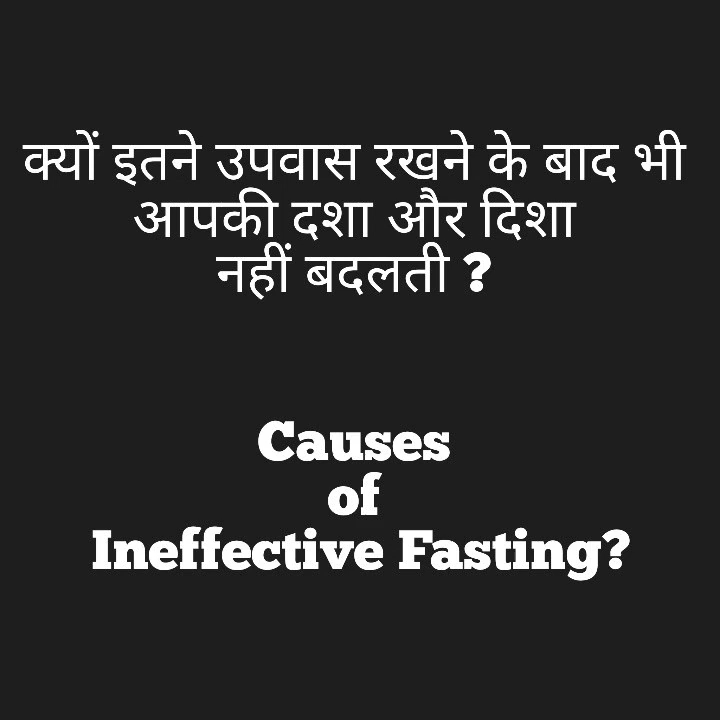 क्यों इतने उपवास रखने के बाद भी
आपकी दशा और दिशा
नहीं बदलती ?
Causes
of
Ineffective Fasting?